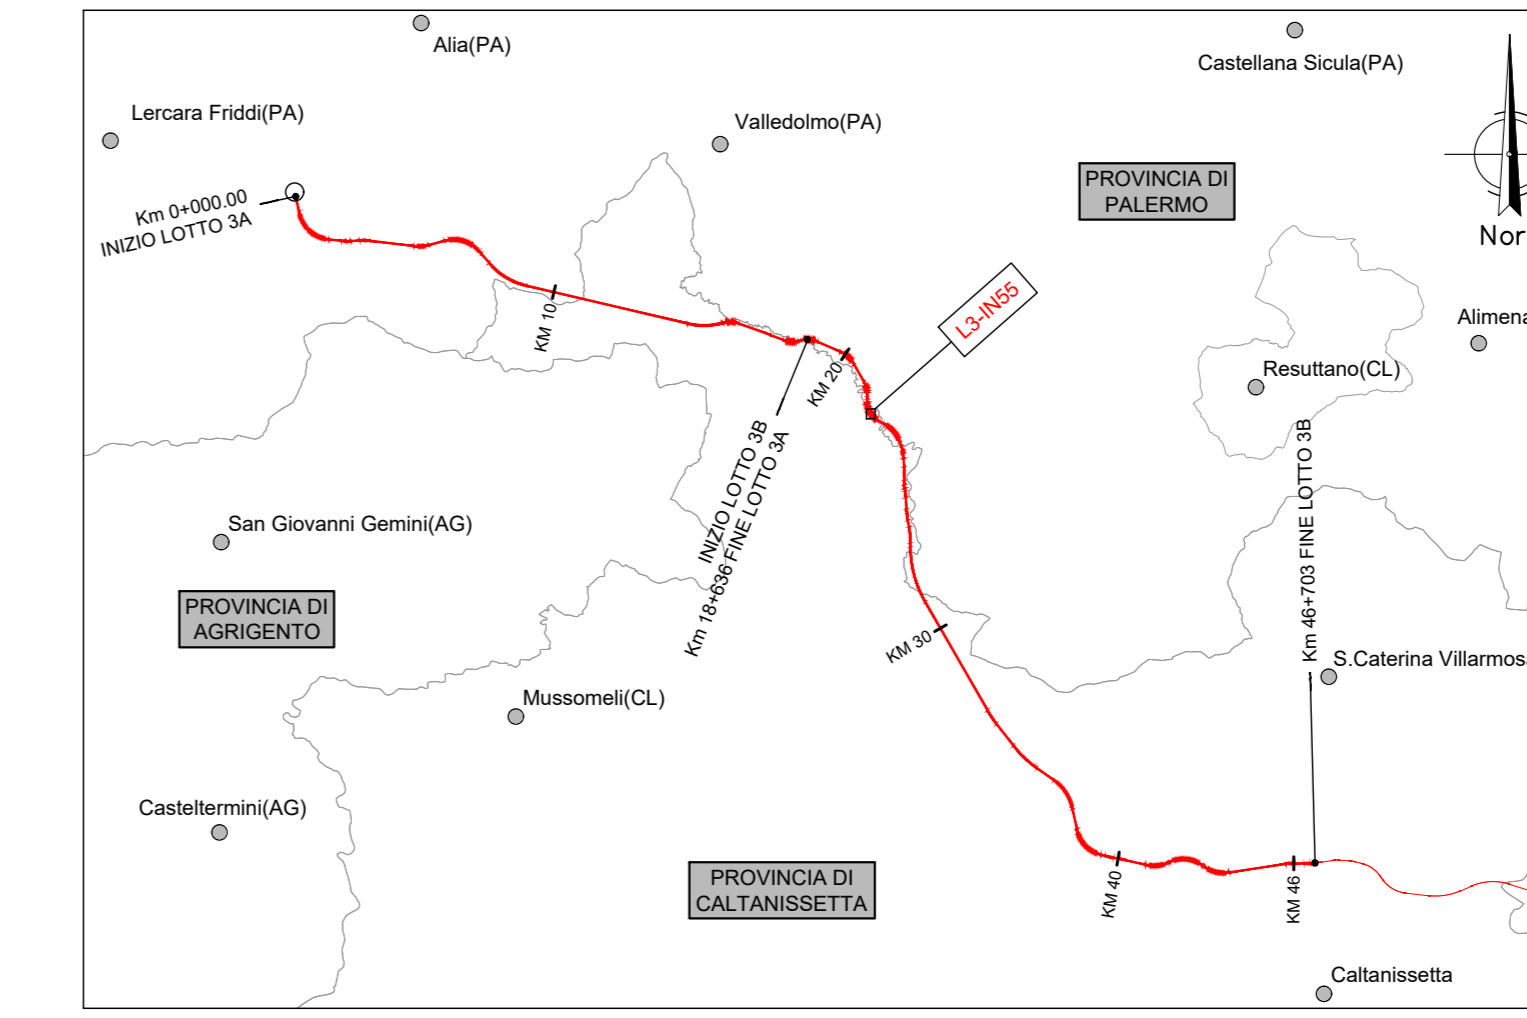 Alia(PA)
Castellana Sicula(PA)
Lercara Friddi(PA)
Valledolmo(PA)
PROVINCIA DI
PALERMO
Km 0+000.00
INIZIO LOTTO 3A
Nor
KM 10
L3-IN55
Alimena
KM 20
Resuttano(CL)
INIZIO LOTTO 3B
Km 18+636 FINE LOTTO 3A
Km 46+703 FINE LOTTO 3B
San Giovanni Gemini(AG)
PROVINCIA DI
AGRIGENTO
KM 30
S.Caterina Villarmosa
Mussomeli(CL)
Casteltermini(AG)
PROVINCIA DI
CALTANISSETTA
KM 40
KM 46
Caltanissetta